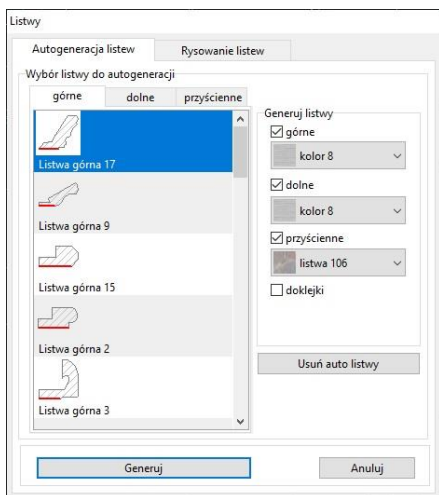 Listwy
Autogeneracja listew
Rysowanie listew
Wybór listwy do autogeneracji
górne
dolne
przyścienne
Listwa górna 17
Listwa górna 9
Listwa górna 15
Listwa górna 2
Listwa górna 3
Generuj listwy
górne
kolor 8
dolne
kolor 8
przyścienne
listwa 106
doklejki
Usuń auto listwy
Generuj
Anuluj